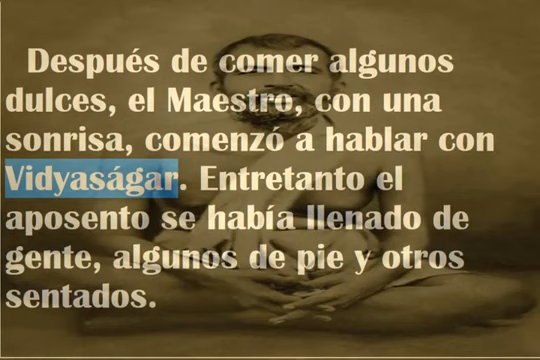 Después de comer algunos
dulces, el Maestro, con una
sonrisa, comenzó a hablar con
Vidyaságar. Entretanto el
aposento se había llenado de
gente, algunos de pie y otros
sentados.